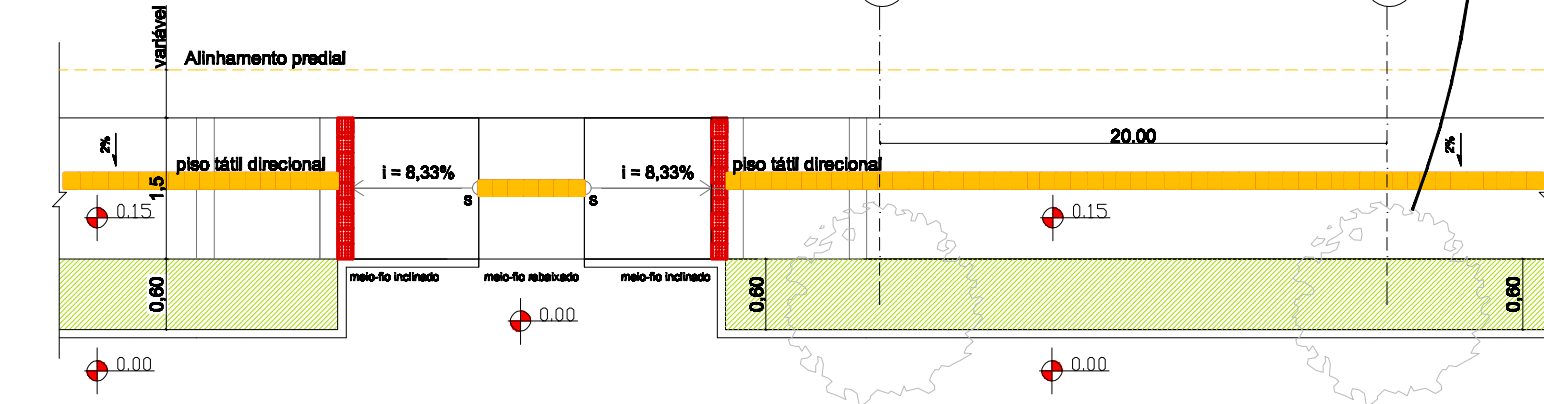 variável
Alinhamento predial
20.00
2%
2%
piso tátil direcional
i = 8,33%
i = 8,33%
piso tátil direcional
1,5
s
s
0.15
0.15
meio-fio inclinado
meio-fio rebaixado
meio-fio inclinado
0,60
0,60
0,60
0.00
0.00
0.00